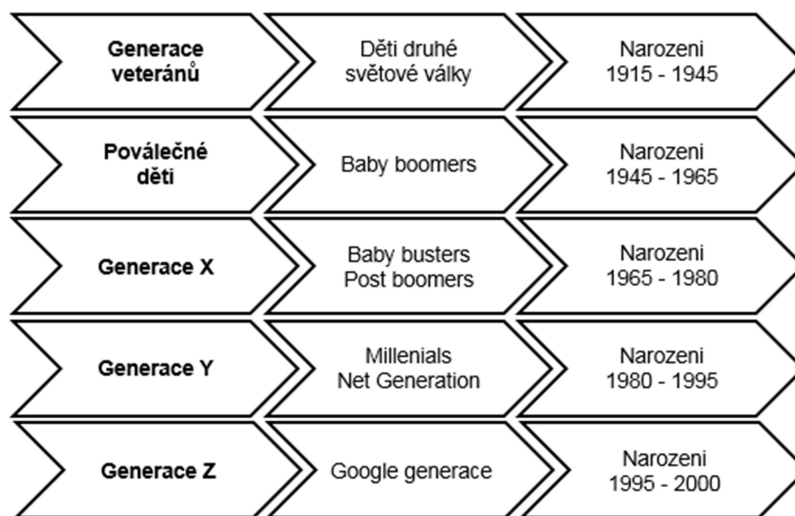 Generace
veteránů
Děti druhé
světové války
Narozeni
1915 - 1945
Poválečné
děti
Baby boomers
Narozeni
1945 - 1965
Generace X
Baby busters
Post boomers
Narozeni
1965 - 1980
Generace Y
Millenials
Net Generation
Narozeni
1980 - 1995
Generace Z
Google generace
Narozeni
1995 - 2000